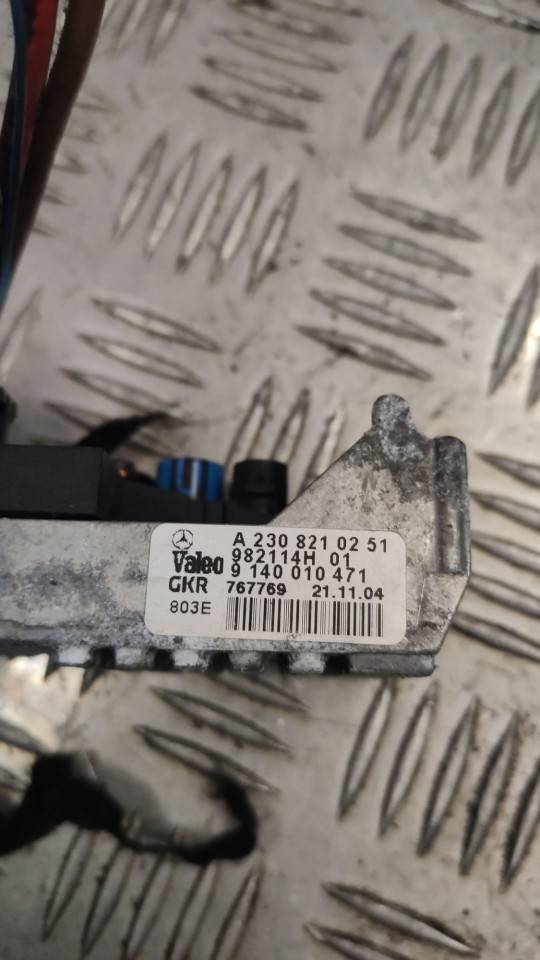 A 230 821 02 51
Valeo 982114H 01
9 140 010 471
GKR 767769 21.11.04
803E